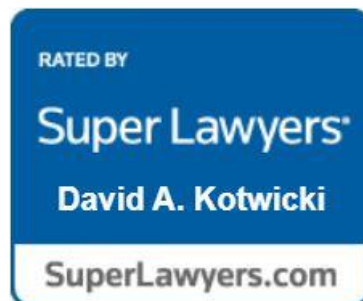 RATED BY
Super Lawyers®
David A. Kotwicki
SuperLawyers.com